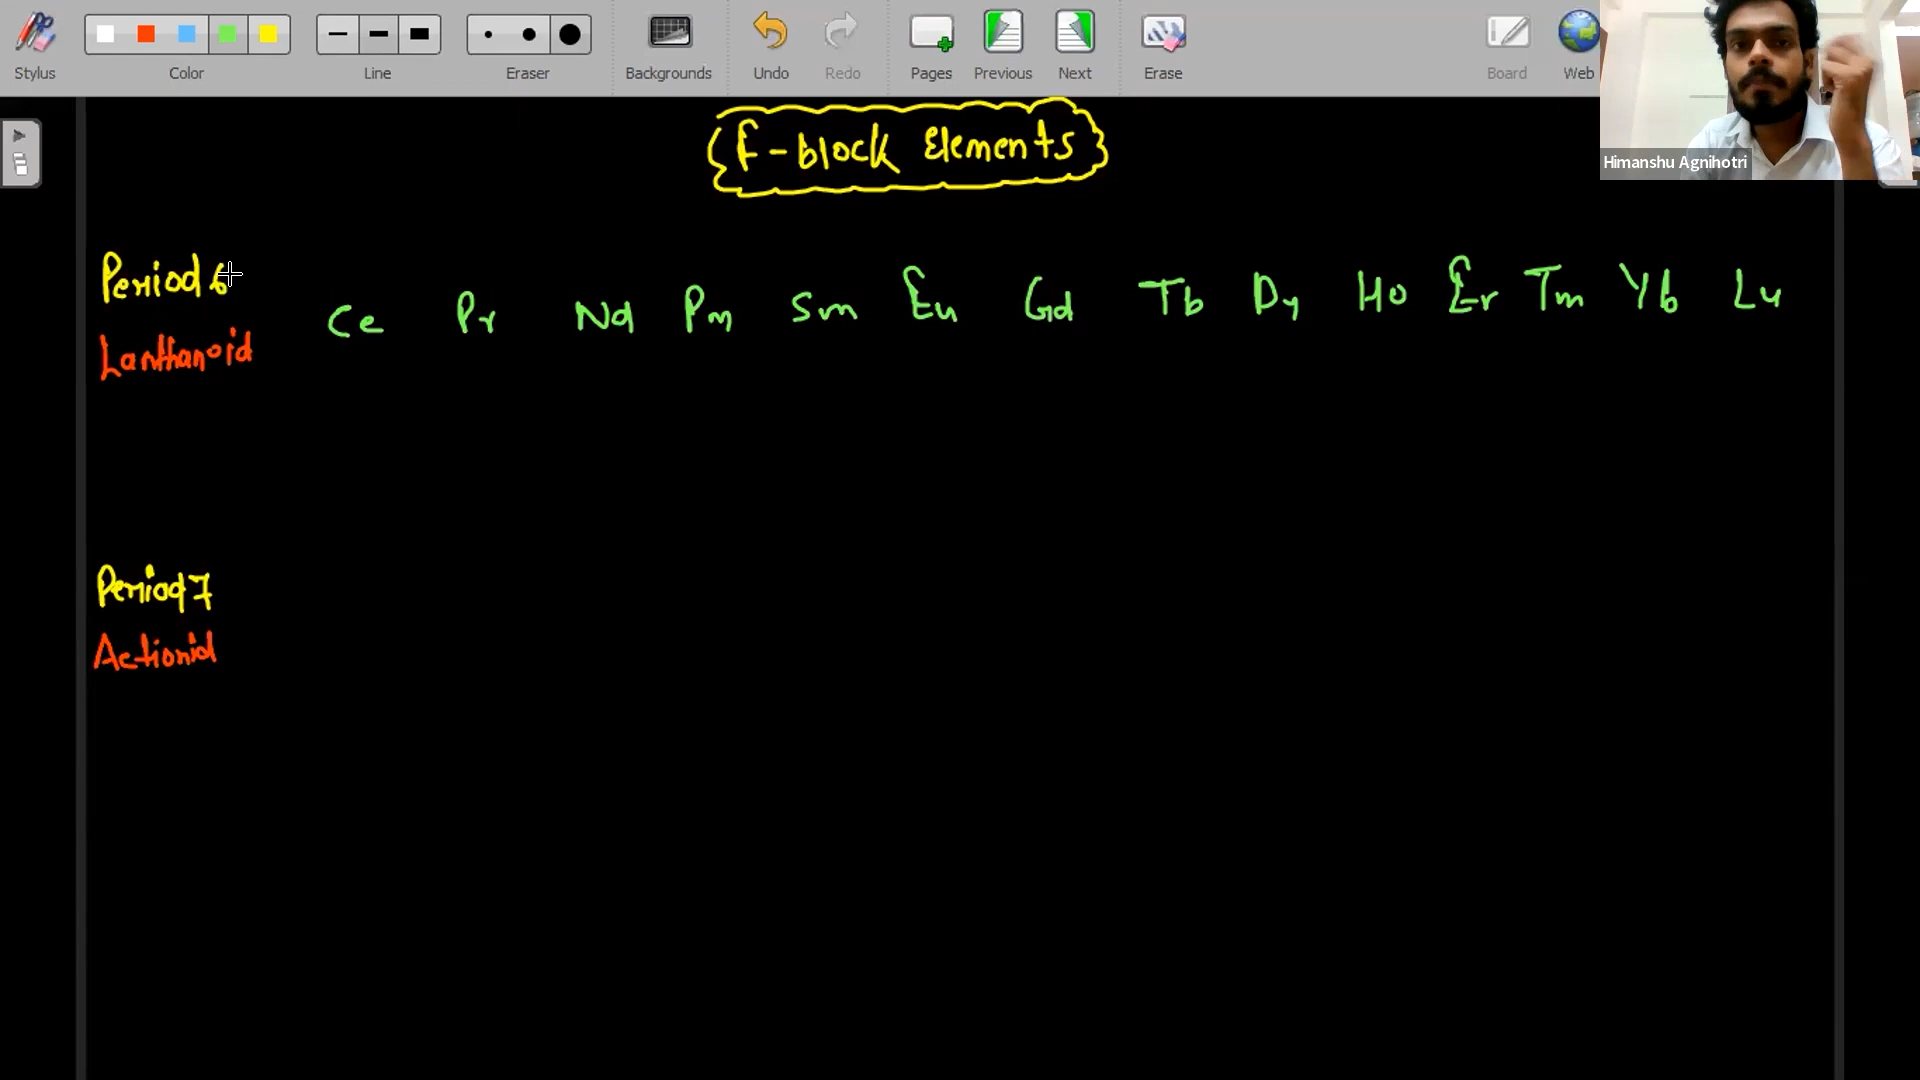 Stylus Color Line Eraser Backgrounds Undo Redo Pages Previous Next Erase Board Web
Himanshu Agnihotri
f-block Elements
Period 6
Ce Pr Nd Pm Sm Eu Gd Tb Dy Ho Er Tm Yb Lu
Lanthanoid
Period 7
Actionid